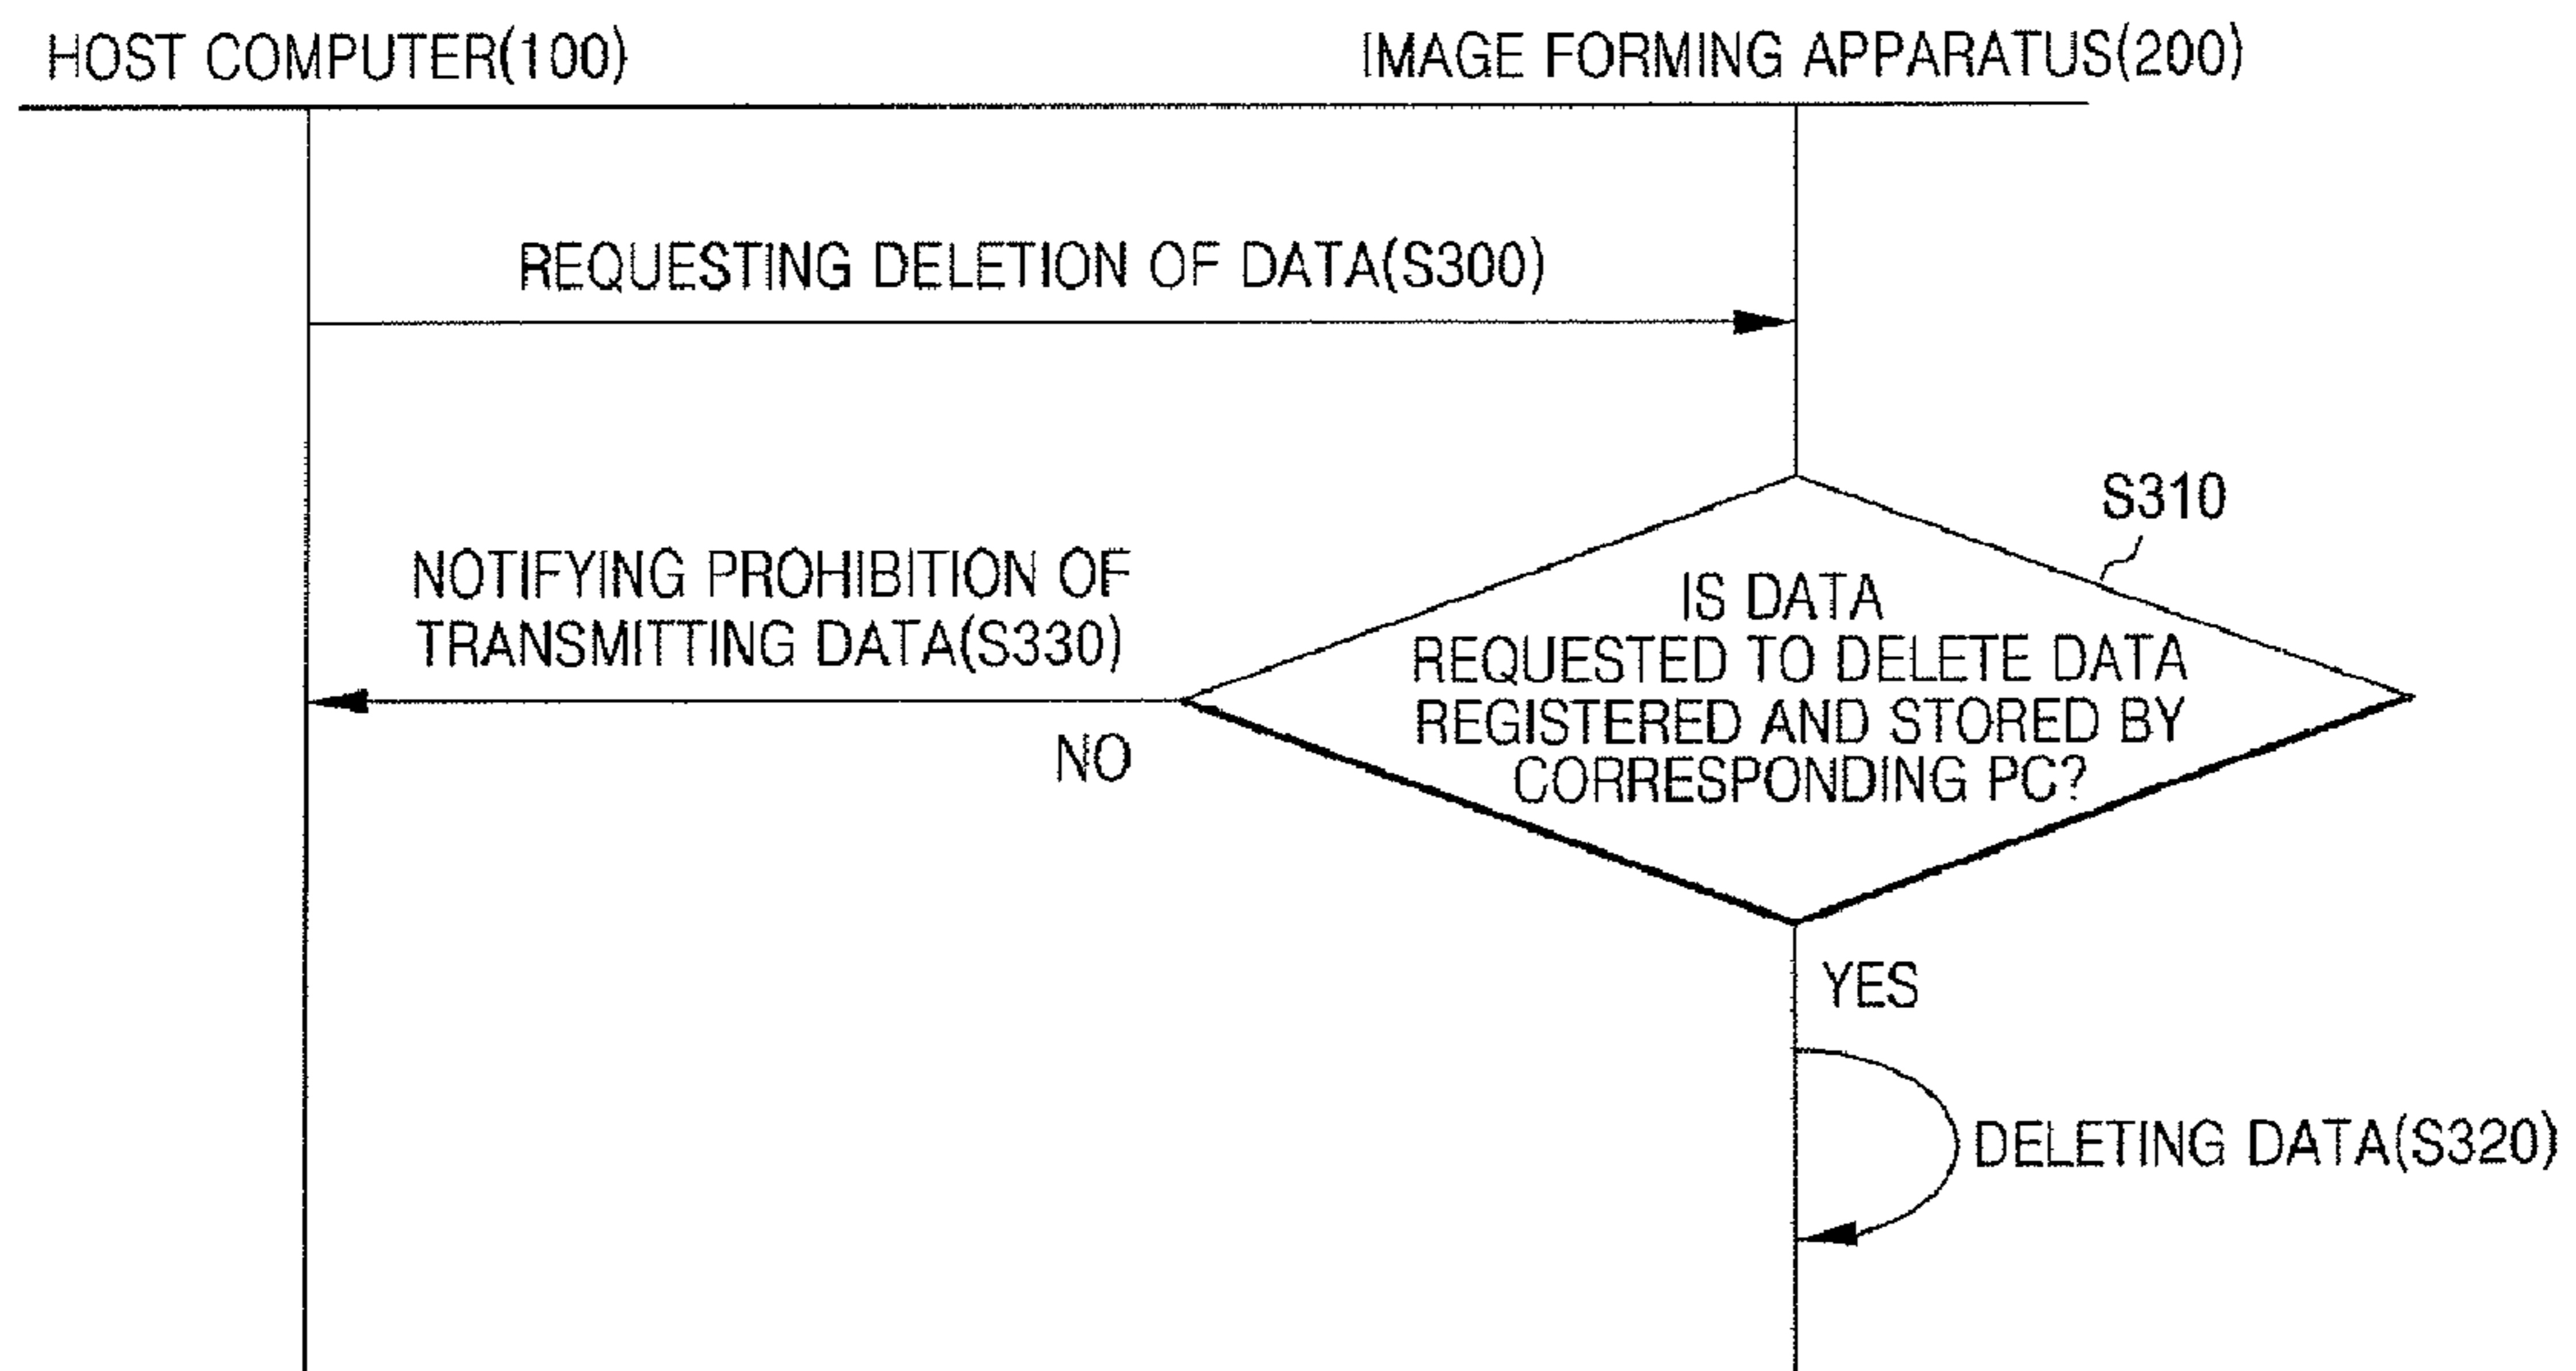 HOST COMPUTER(100)
IMAGE FORMING APPARATUS(200)
REQUESTING DELETION OF DATA(S300)
S310
NOTIFYING PROHIBITION OF
TRANSMITTING DATA(S330)
NO
IS DATA
REQUESTED TO DELETE DATA
REGISTERED AND STORED BY
CORRESPONDING PC?
YES
DELETING DATA(S320)